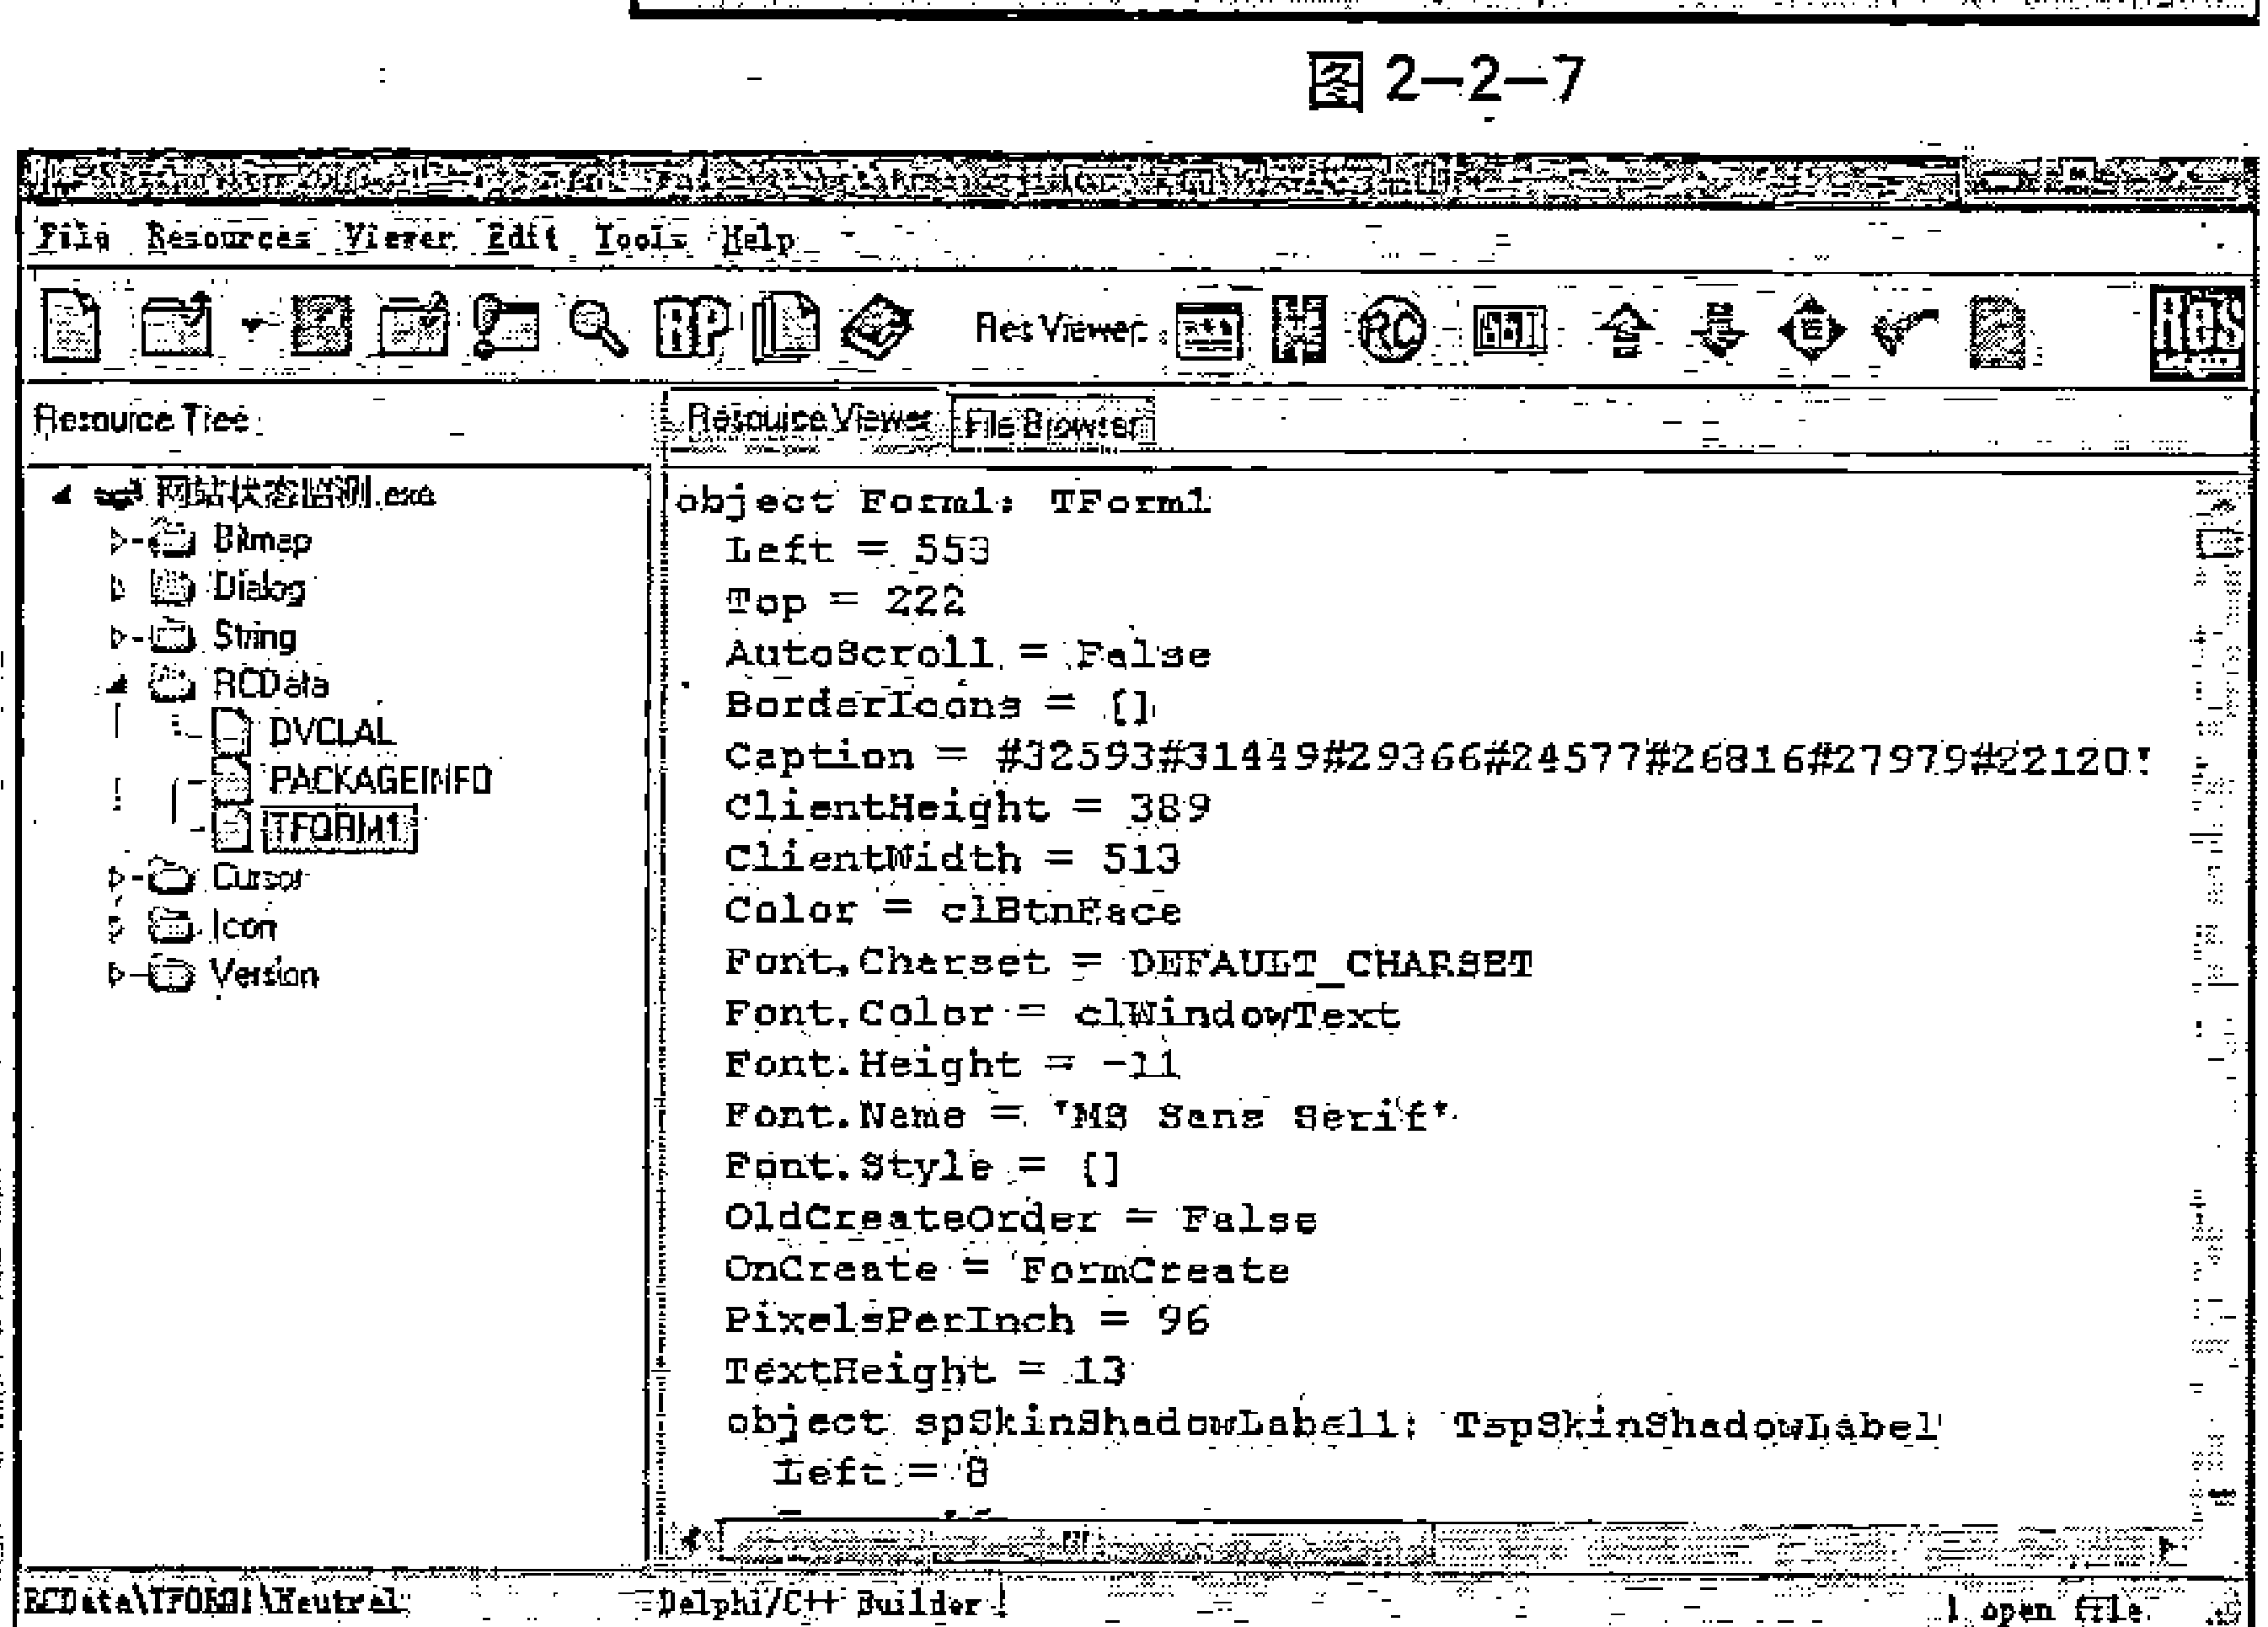 图 2-2-7
File Resources Viewer Edit Tools Help
Res Viewer:
Resource Tree
Resource Viewer File Browser
网站状态监测.exe
Bitmap
Dialog
String
RCData
DVCLAL
PACKAGEINFO
TFORM1
Cursor
Icon
Version
object Form1: TForm1
Left = 553
Top = 222
AutoScroll = False
BorderIcons = []
Caption = #32593#31449#29366#24577#26816#27979#22120!
ClientHeight = 389
ClientWidth = 513
Color = clBtnFace
Font.Charset = DEFAULT_CHARSET
Font.Color = clWindowText
Font.Height = -11
Font.Name = 'MS Sans Serif'
Font.Style = []
OldCreateOrder = False
OnCreate = FormCreate
PixelsPerInch = 96
TextHeight = 13
object spSkinShadowLabel1: TspSkinShadowLabel
Left = 8
RCData\TFORM1\Neutral
Delphi/C++ Builder
1 open file